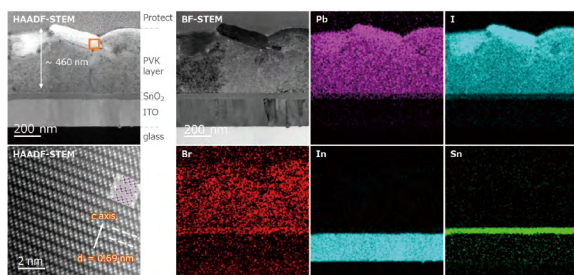 HAADF-STEM
Protect
~ 460 nm
PVK
layer
SnO₂
ITO
200 nm
glass
BF-STEM
200 nm
Pb
I
HAADF-STEM
c axis
d = 0.69 nm
2 nm
Br
In
Sn